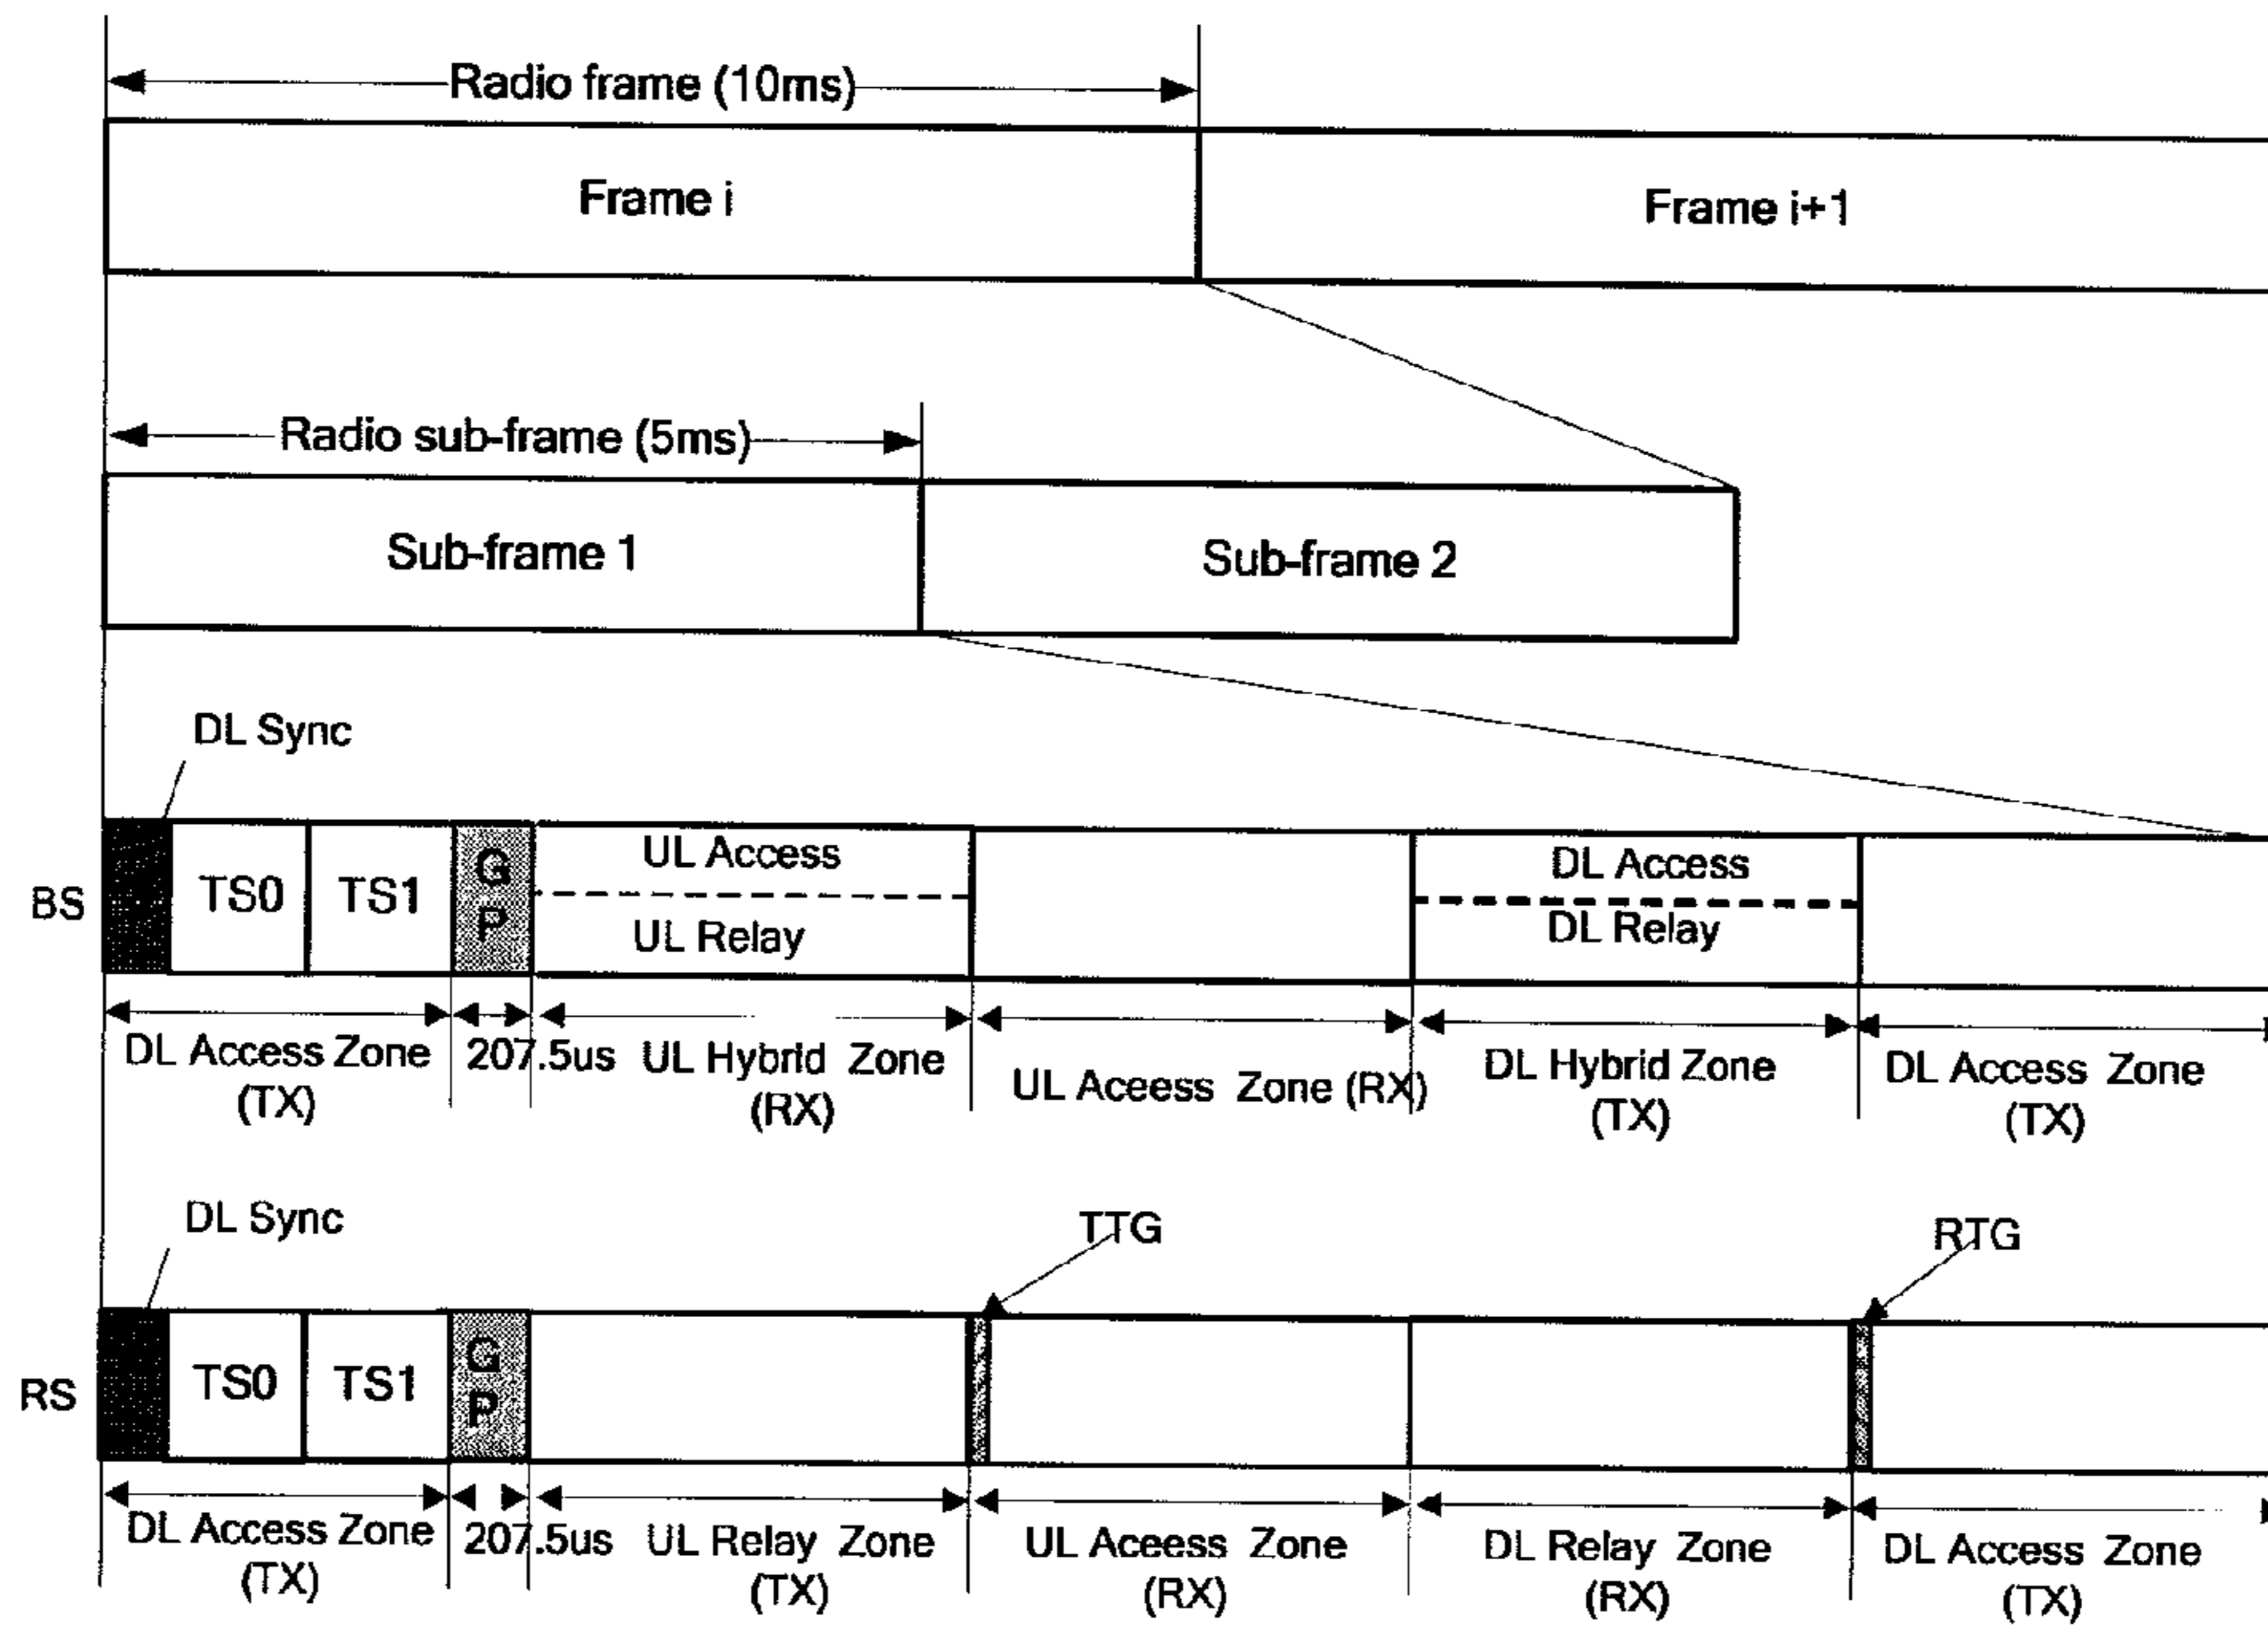 Radio frame (10ms)
Frame i
Frame i+1
Radio sub-frame (5ms)
Sub-frame 1
Sub-frame 2
DL Sync
BS
TS0
TS1
G
P
UL Access
UL Relay
DL Access
DL Relay
DL Access Zone
(TX)
207.5us
UL Hybrid Zone
(RX)
UL Aceess Zone (RX)
DL Hybrid Zone
(TX)
DL Access Zone
(TX)
DL Sync
TTG
RTG
RS
TS0
TS1
G
P
DL Access Zone
(TX)
207.5us
UL Relay Zone
(TX)
UL Aceess Zone
(RX)
DL Relay Zone
(RX)
DL Access Zone
(TX)